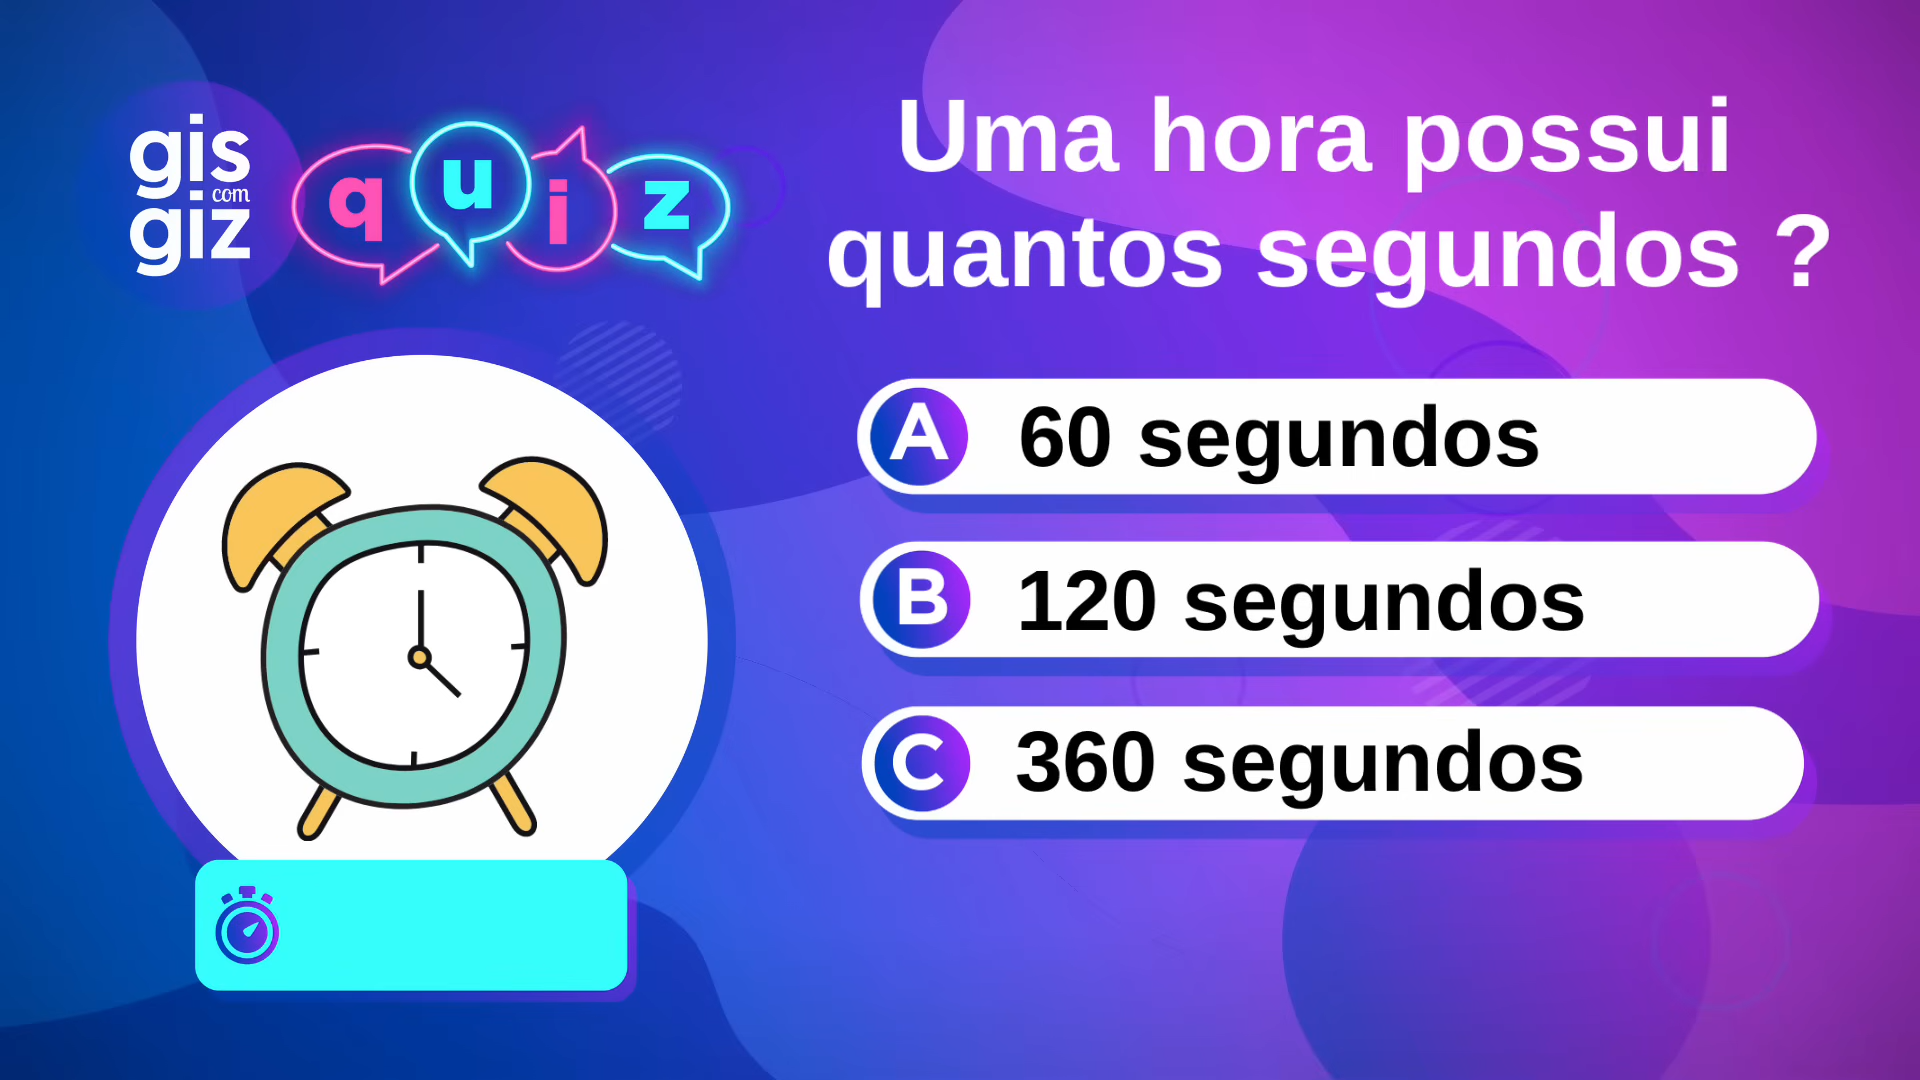 gis
com
giz
quiz
Uma hora possui
quantos segundos ?
A 60 segundos
B 120 segundos
C 360 segundos